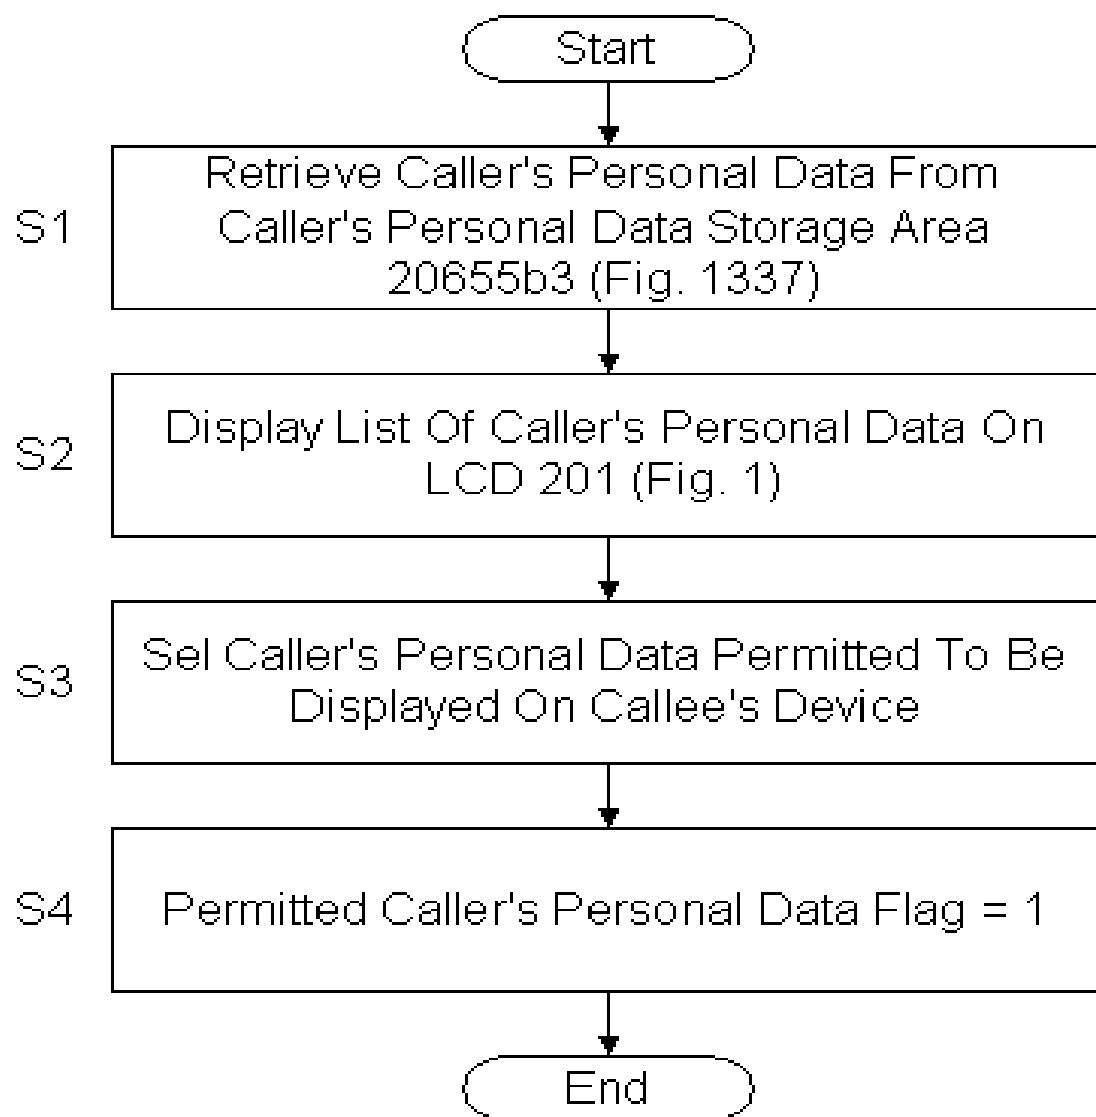 Start
S1
Retrieve Caller's Personal Data From
Caller's Personal Data Storage Area
20655b3 (Fig. 1337)
S2
Display List Of Caller's Personal Data On
LCD 201 (Fig. 1)
S3
Sel Caller's Personal Data Permitted To Be
Displayed On Callee's Device
S4
Permitted Caller's Personal Data Flag = 1
End